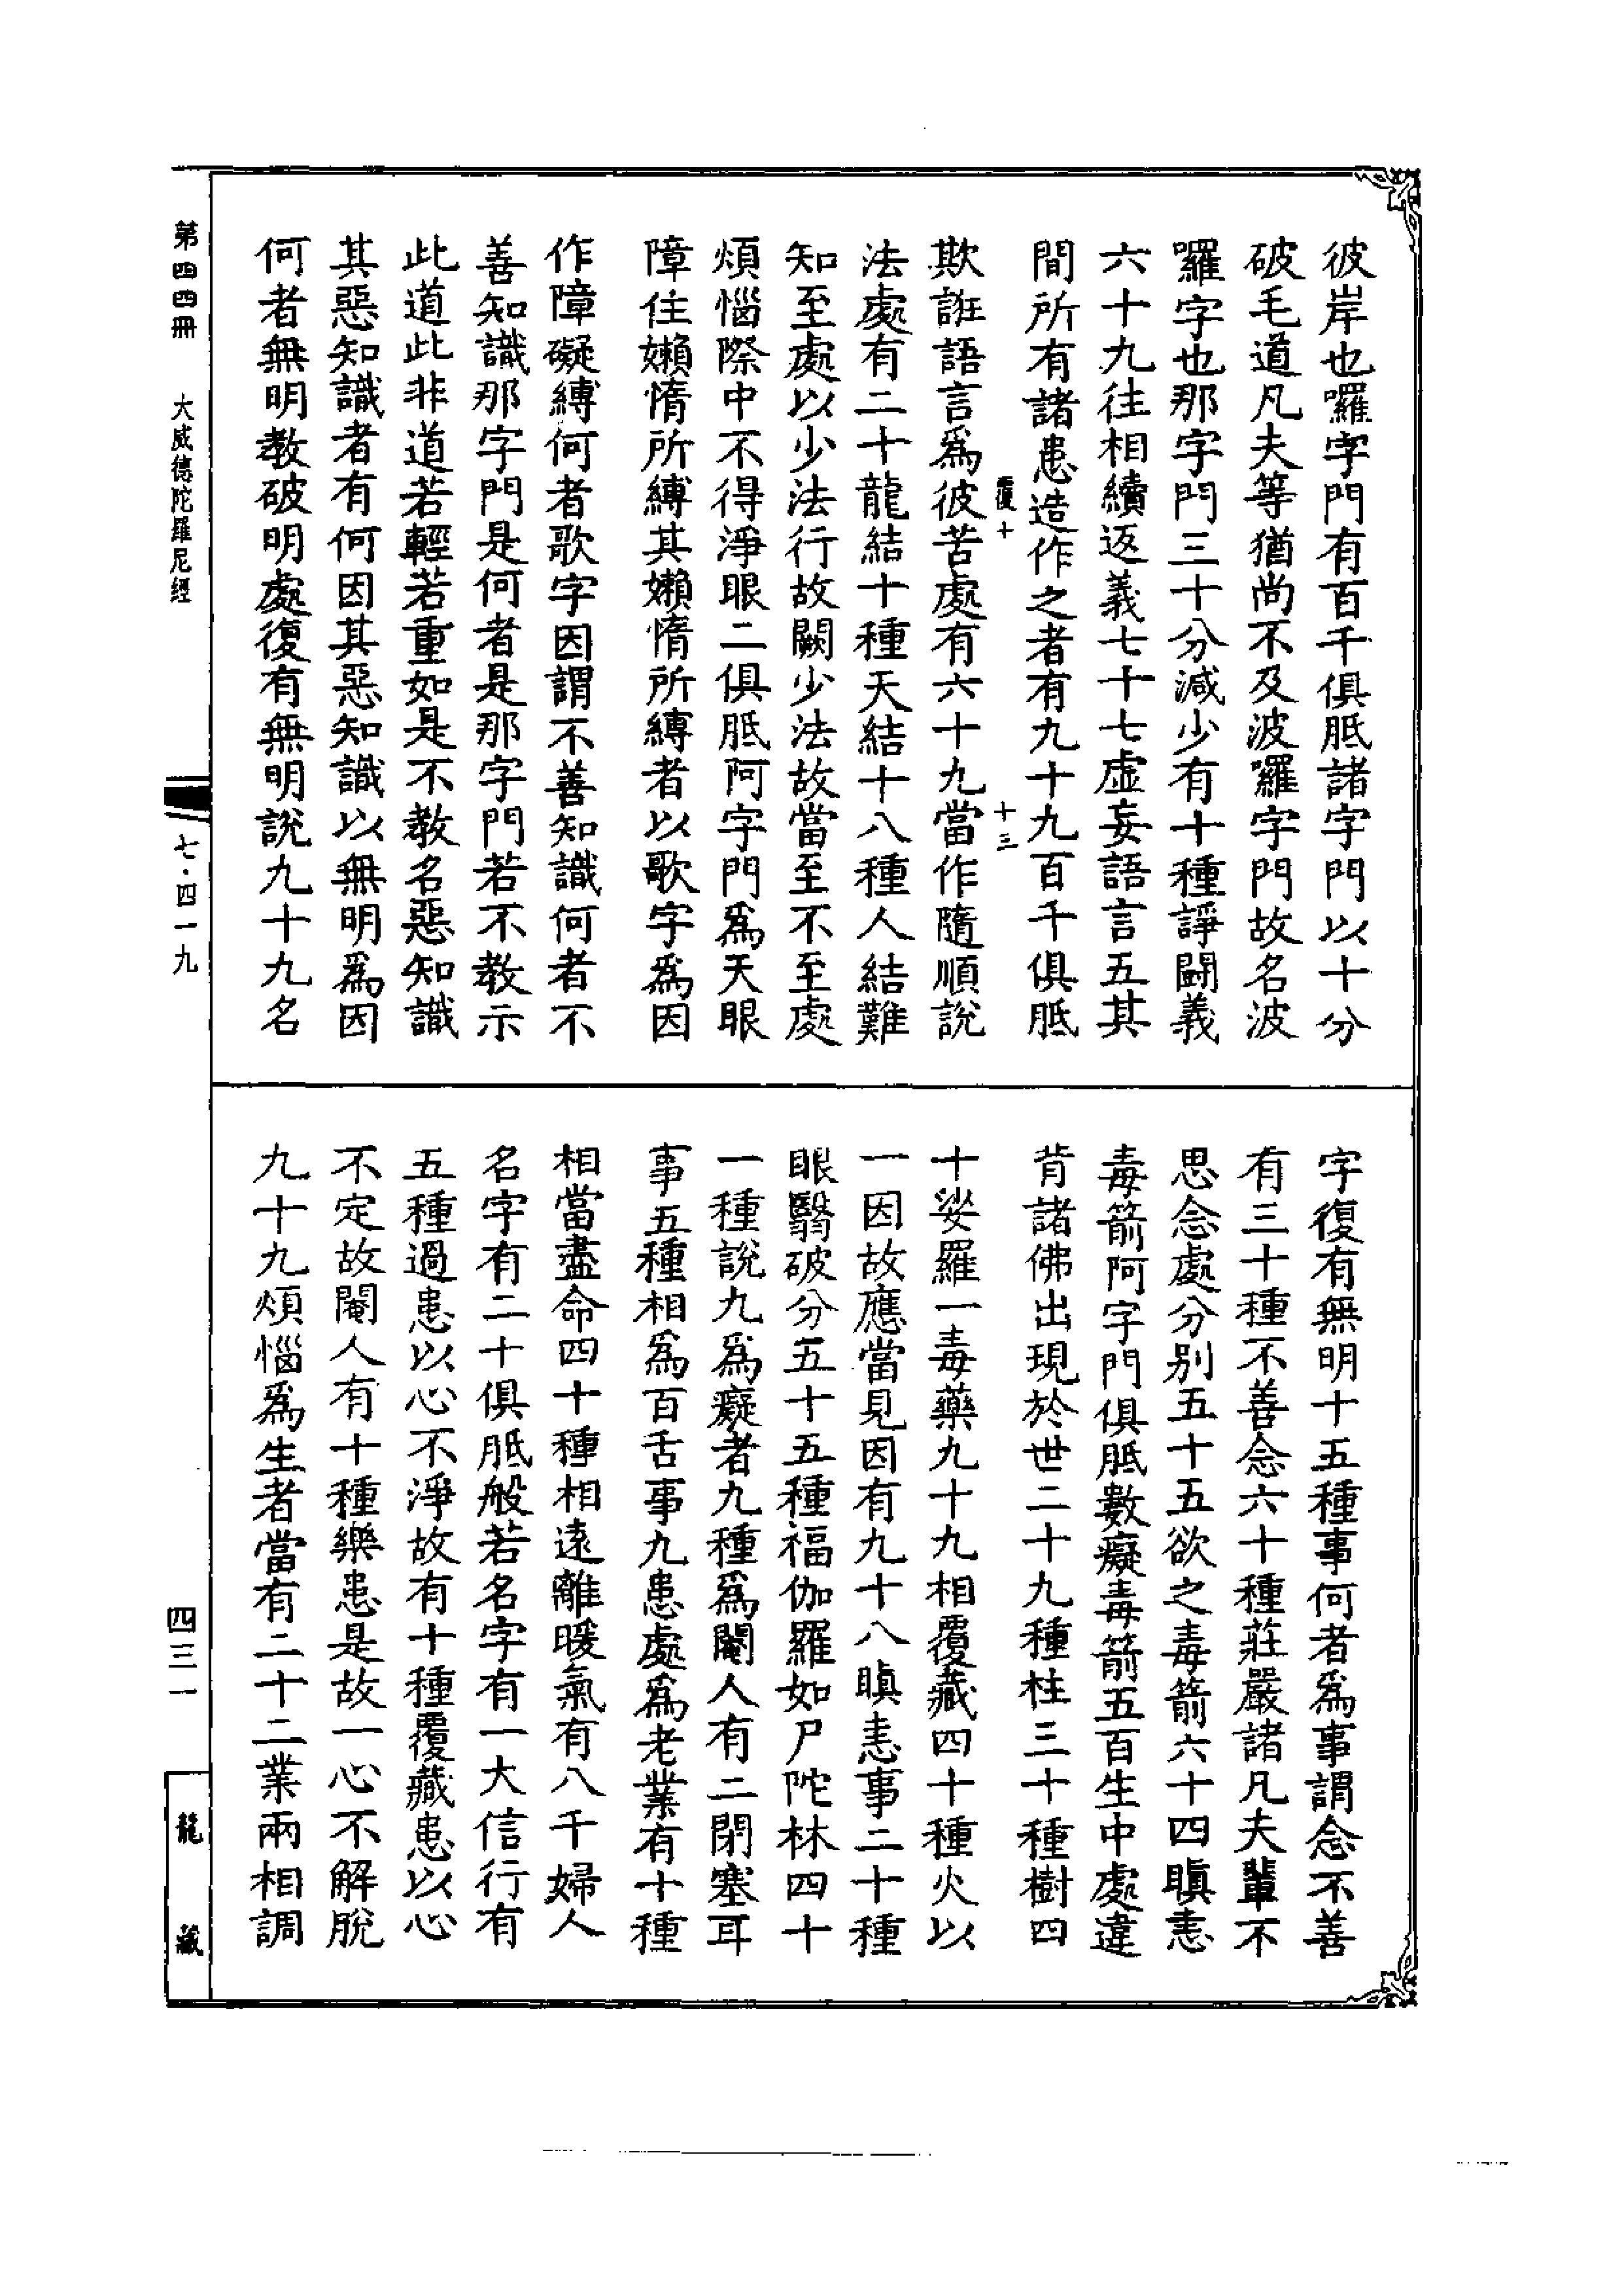 彼岸也囉字門有百千俱胝諸字門以十分
破毛道凡夫等猶尚不及波囉字門故名波
囉字也那字門三十分減少有十種諍鬪義
六十九往相續返義七十七虛妄語言五其
間所有諸患造作之者有九十九百千俱胝
十三
欺誑語言爲彼苦處有六十九當作隨順說
法處有二十龍結十種天結十八種人結難
知至處以少法行故闕少法故當至不至處
煩惱際中不得淨眼二俱胝阿字門爲天眼
障住嬾惰所縛其嬾惰所縛者以歌字爲因
作障礙縛何者歌字因謂不善知識何者不
善知識那字門是何者是那字門若不教示
此道此非道若輕若重如是不教名惡知識
其惡知識者有何因其惡知識以無明爲因
何者無明教破明處復有無明說九十九名
字復有無明十五種事何者爲事謂念不善
有三十種不善念六十種莊嚴諸凡夫輩不
思念處分別五十五欲之毒箭六十四瞋恚
毒箭阿字門俱胝數癡毒箭五百生中處違
背諸佛出現於世二十九種柱三十種樹四
十娑羅一毒藥九十九相覆藏四十種火以
一因故應當見因有九十八瞋恚事二十種
眼翳破分五十五種福伽羅如尸陀林四十
一種說九爲癡者九種爲闇人有二閉塞耳
事五種相爲百舌事九患處爲老業有十種
相當盡命四十種相遠離暖氣有八千婦人
名字有二十俱胝般若名字有一大信行有
五種過患以心不淨故有十種覆藏患以心
不定故闇人有十種樂患是故一心不解脫
九十九煩惱爲生者當有二十二業兩相調
第四四冊
大威德陀羅尼經
七·四一九
四三一
龍藏